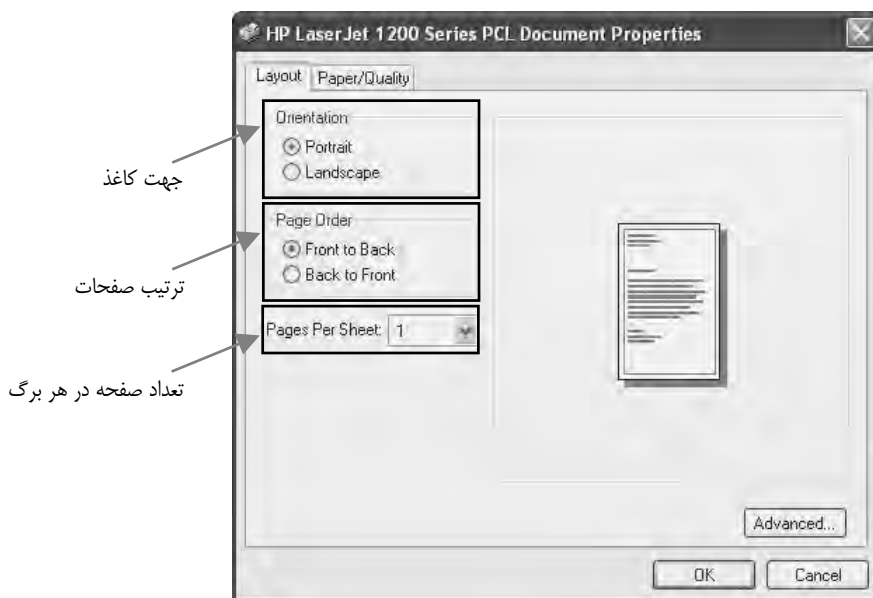 HP LaserJet 1200 Series PCL Document Properties
Layout
Paper/Quality
Orientation
Portrait
Landscape
جهت کاغذ
Page Order
Front to Back
Back to Front
ترتیب صفحات
Pages Per Sheet: 1
تعداد صفحه در هر برگ
Advanced...
OK
Cancel